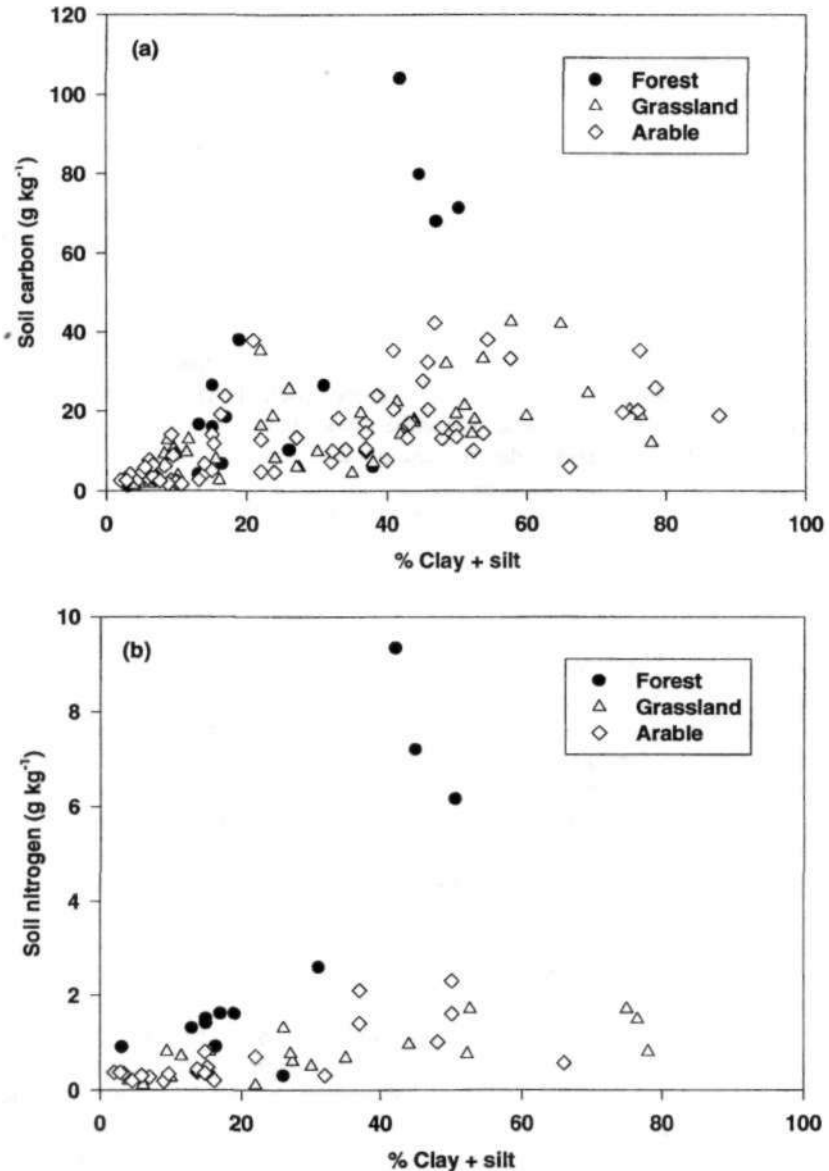 (a)
Forest
Grassland
Arable
Soil carbon (g kg⁻¹)
120
100
80
60
40
20
0
0 20 40 60 80 100
% Clay + silt
(b)
Forest
Grassland
Arable
Soil nitrogen (g kg⁻¹)
10
8
6
4
2
0
0 20 40 60 80 100
% Clay + silt